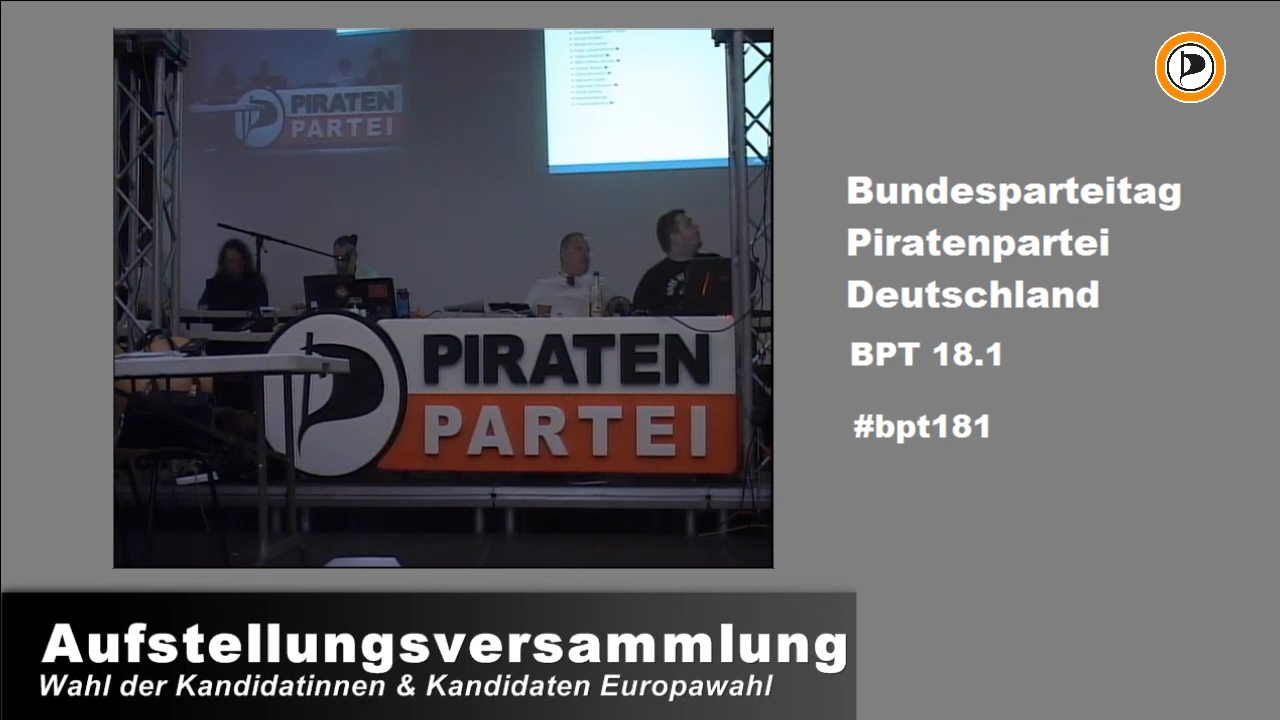 PIRATEN
PARTEI
PIRATEN
PARTEI
Bundesparteitag
Piratenpartei
Deutschland
BPT 18.1
#bpt181
Aufstellungsversammlung
Wahl der Kandidatinnen & Kandidaten Europawahl